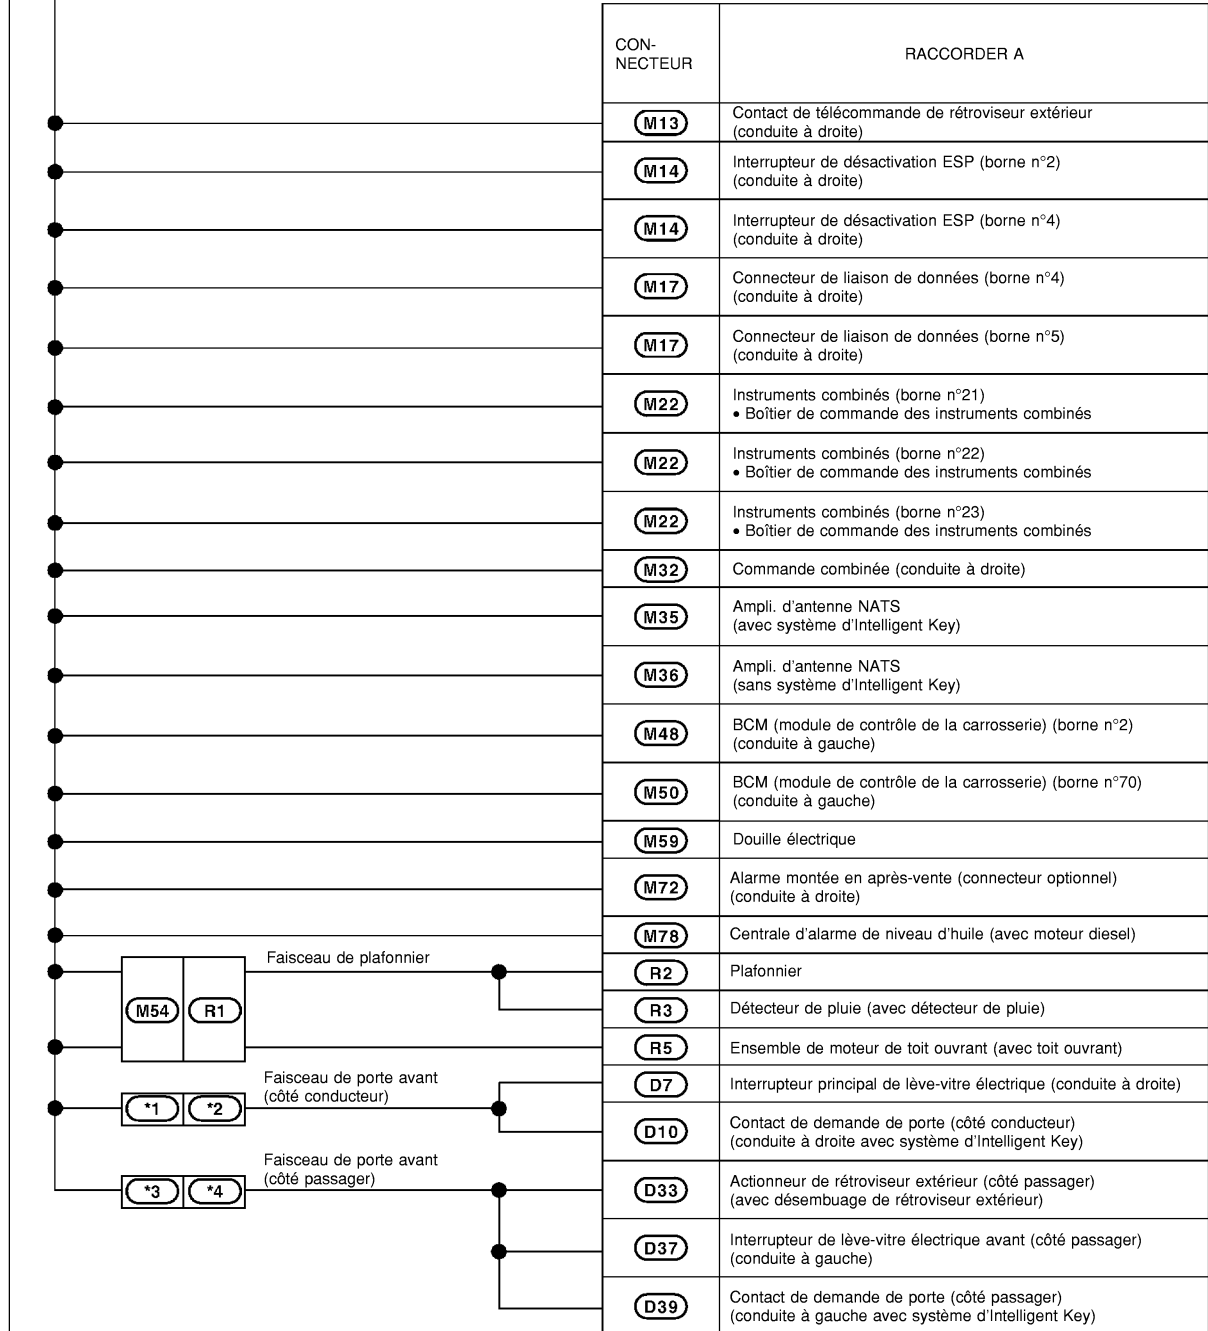 CON-
NECTEUR
RACCORDER A
M13
Contact de télécommande de rétroviseur extérieur
(conduite à droite)
M14
Interrupteur de désactivation ESP (borne n°2)
(conduite à droite)
M14
Interrupteur de désactivation ESP (borne n°4)
(conduite à droite)
M17
Connecteur de liaison de données (borne n°4)
(conduite à droite)
M17
Connecteur de liaison de données (borne n°5)
(conduite à droite)
M22
Instruments combinés (borne n°21)
• Boîtier de commande des instruments combinés
M22
Instruments combinés (borne n°22)
• Boîtier de commande des instruments combinés
M22
Instruments combinés (borne n°23)
• Boîtier de commande des instruments combinés
M32
Commande combinée (conduite à droite)
M35
Ampli. d'antenne NATS
(avec système d'Intelligent Key)
M36
Ampli. d'antenne NATS
(sans système d'Intelligent Key)
M48
BCM (module de contrôle de la carrosserie) (borne n°2)
(conduite à gauche)
M50
BCM (module de contrôle de la carrosserie) (borne n°70)
(conduite à gauche)
M59
Douille électrique
M72
Alarme montée en après-vente (connecteur optionnel)
(conduite à droite)
M78
Centrale d'alarme de niveau d'huile (avec moteur diesel)
Faisceau de plafonnier
M54
R1
R2
Plafonnier
R3
Détecteur de pluie (avec détecteur de pluie)
R5
Ensemble de moteur de toit ouvrant (avec toit ouvrant)
Faisceau de porte avant
(côté conducteur)
*1
*2
D7
Interrupteur principal de lève-vitre électrique (conduite à droite)
D10
Contact de demande de porte (côté conducteur)
(conduite à droite avec système d'Intelligent Key)
Faisceau de porte avant
(côté passager)
*3
*4
D33
Actionneur de rétroviseur extérieur (côté passager)
(avec désembuage de rétroviseur extérieur)
D37
Interrupteur de lève-vitre électrique avant (côté passager)
(conduite à gauche)
D39
Contact de demande de porte (côté passager)
(conduite à gauche avec système d'Intelligent Key)